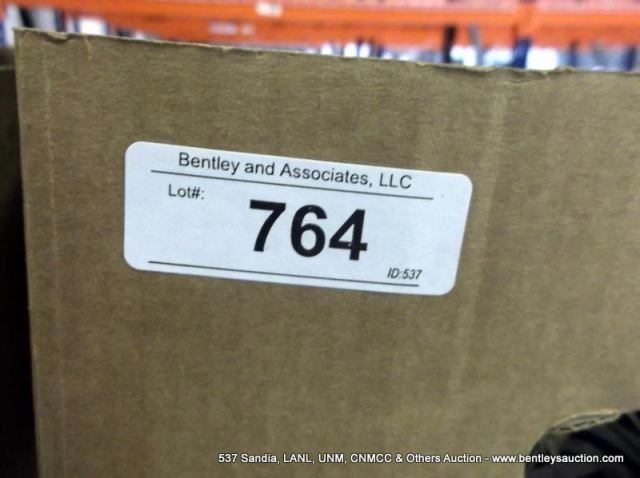 Bentley and Associates, LLC
Lot#:
764
ID:537
537 Sandia, LANL, UNM, CNMCC & Others Auction - www.bentleysauction.com